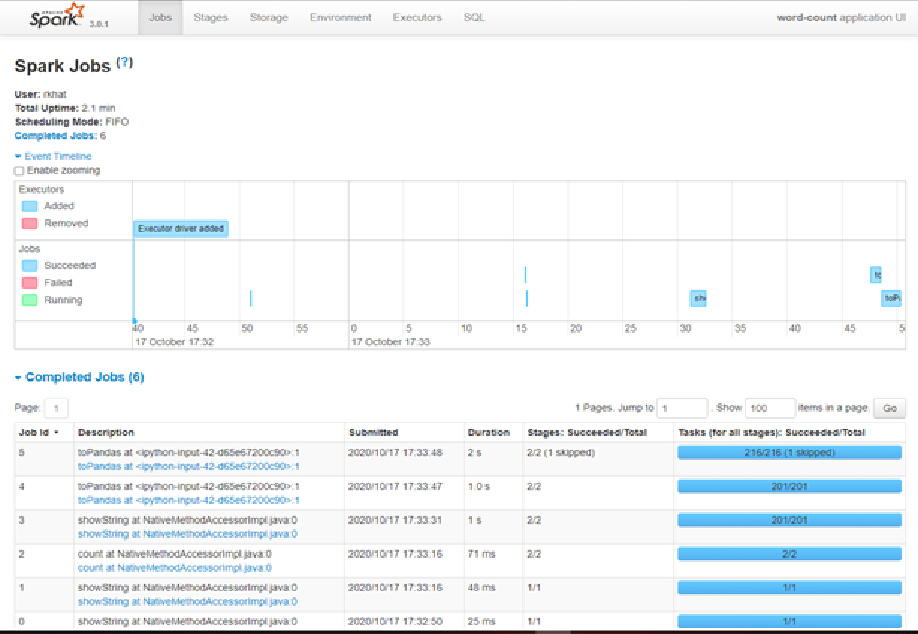 APACHE
Spark 3.0.1 Jobs Stages Storage Environment Executors SQL word-count application UI
Spark Jobs (?)
User: rkhat
Total Uptime: 2.1 min
Scheduling Mode: FIFO
Completed Jobs: 6
Event Timeline
Enable zooming
Executors
Added
Removed
Executor driver added
Jobs
Succeeded
Failed
Running
to
sh
toPa
40 45 50 55 0 5 10 15 20 25 30 35 40 45 5
17 October 17:32 17 October 17:33
Completed Jobs (6)
Page: 1 1 Pages. Jump to 1 . Show 100 items in a page. Go
Job Id Description Submitted Duration Stages: Succeeded/Total Tasks (for all stages): Succeeded/Total
5 toPandas at <ipython-input-42-d65e67200c90>:1 2020/10/17 17:33:48 2 s 2/2 (1 skipped) 216/216 (1 skipped)
toPandas at <ipython-input-42-d65e67200c90>:1
4 toPandas at <ipython-input-42-d65e67200c90>:1 2020/10/17 17:33:47 1.0 s 2/2 201/201
toPandas at <ipython-input-42-d65e67200c90>:1
3 showString at NativeMethodAccessorImpl.java:0 2020/10/17 17:33:31 1 s 2/2 201/201
showString at NativeMethodAccessorImpl.java:0
2 count at NativeMethodAccessorImpl.java:0 2020/10/17 17:33:16 71 ms 2/2 2/2
count at NativeMethodAccessorImpl.java:0
1 showString at NativeMethodAccessorImpl.java:0 2020/10/17 17:33:16 48 ms 1/1 1/1
showString at NativeMethodAccessorImpl.java:0
0 showString at NativeMethodAccessorImpl.java:0 2020/10/17 17:32:50 25 ms 1/1 1/1